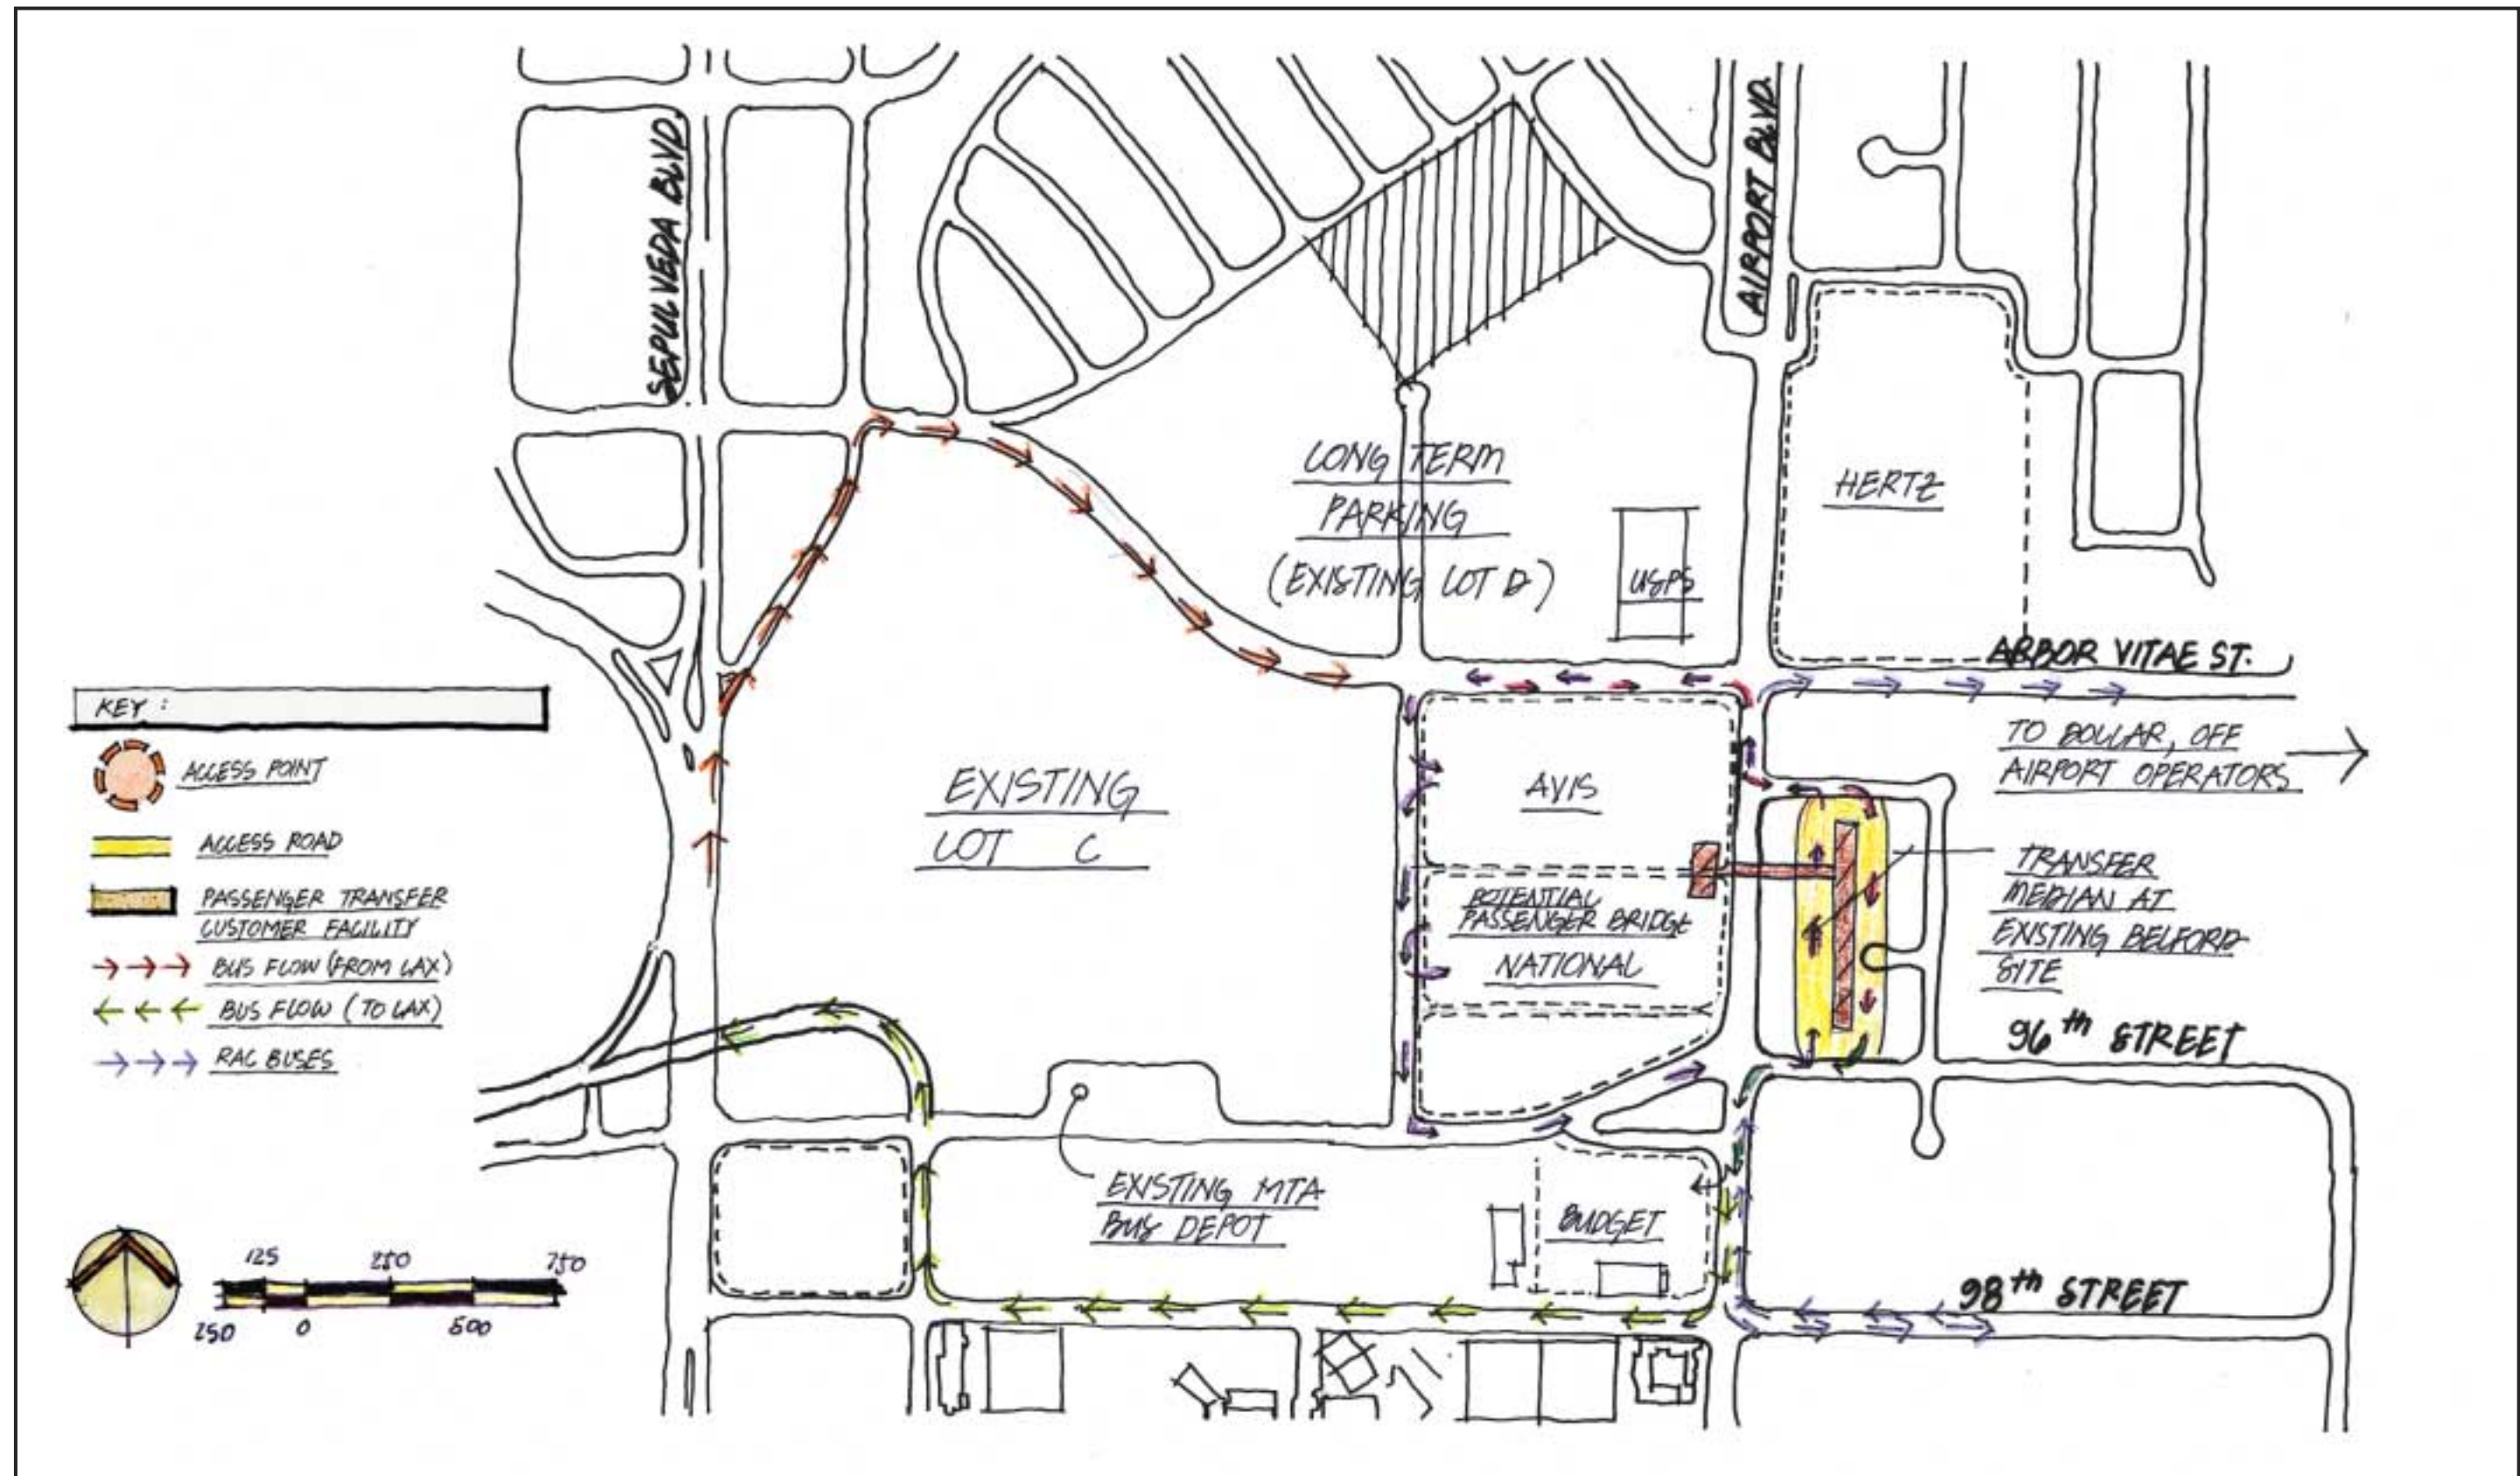 SEPULVEDA BLVD.
AIRPORT BLVD.
LONG TERM
PARKING
(EXISTING LOT D)
USPS
HERTZ
ARBOR VITAE ST.
KEY :
ACCESS POINT
ACCESS ROAD
PASSENGER TRANSFER
CUSTOMER FACILITY
BUS FLOW (FROM LAX)
BUS FLOW (TO LAX)
RAC BUSES
EXISTING
LOT C
AVIS
POTENTIAL
PASSENGER BRIDGE
NATIONAL
TO DOLLAR, OFF
AIRPORT OPERATORS
TRANSFER
MEDIAN AT
EXISTING BELFORD
SITE
96th STREET
EXISTING MTA
BUS DEPOT
BUDGET
98th STREET
125 250 750
250 0 500